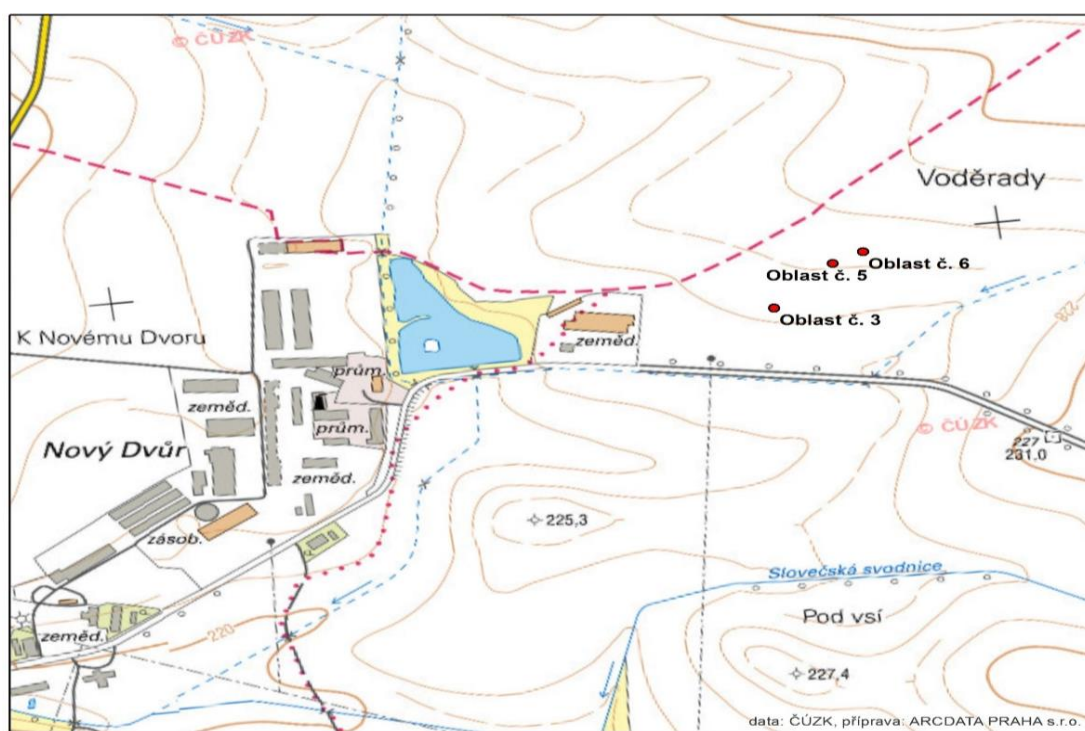 © ČÚZK
Voděrady
Oblast č. 6
Oblast č. 5
Oblast č. 3
K Novému Dvoru
zeměd.
prům.
zeměd.
prům.
© ČÚZK
227
231.0
228
Nový Dvůr
zeměd.
225,3
zásob.
Slovečská svodnice
Pod vsí
220
zeměd.
227,4
data: ČÚZK, příprava: ARCDATA PRAHA s.r.o.